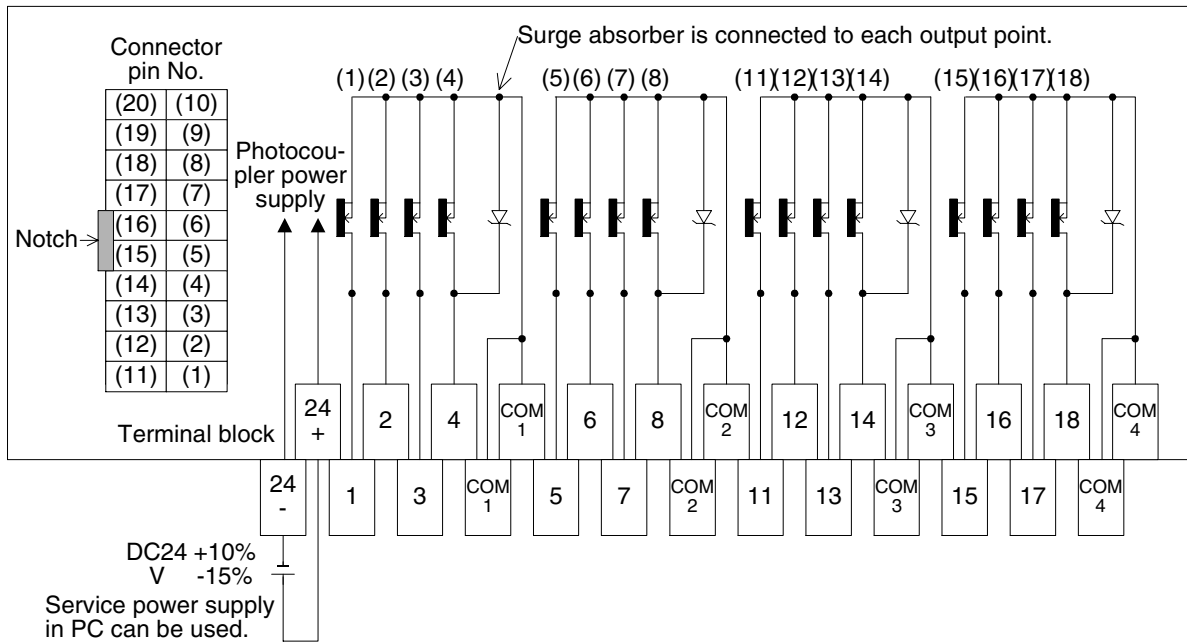 Surge absorber is connected to each output point.
Connector
pin No.
(1) (2) (3) (4) (5) (6) (7) (8) (11) (12) (13) (14) (15) (16) (17) (18)
(20) (10)
(19) (9)
(18) (8)
(17) (7)
(16) (6)
(15) (5)
(14) (4)
(13) (3)
(12) (2)
(11) (1)
Notch
Photocou-
pler power
supply
Terminal block
24
+
2
4
COM
1
6
8
COM
2
12
14
COM
3
16
18
COM
4
24
-
1
3
COM
1
5
7
COM
2
11
13
COM
3
15
17
COM
4
DC24 +10%
V -15%
Service power supply
in PC can be used.